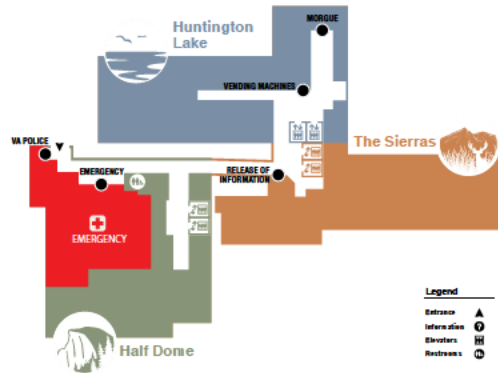 MORGUE
Huntington
Lake
VENDING MACHINES
VA POLICE
The Sierras
EMERGENCY
RELEASE OF
INFORMATION
EMERGENCY
Half Dome
Legend
Entrance
Information
Elevators
Restrooms